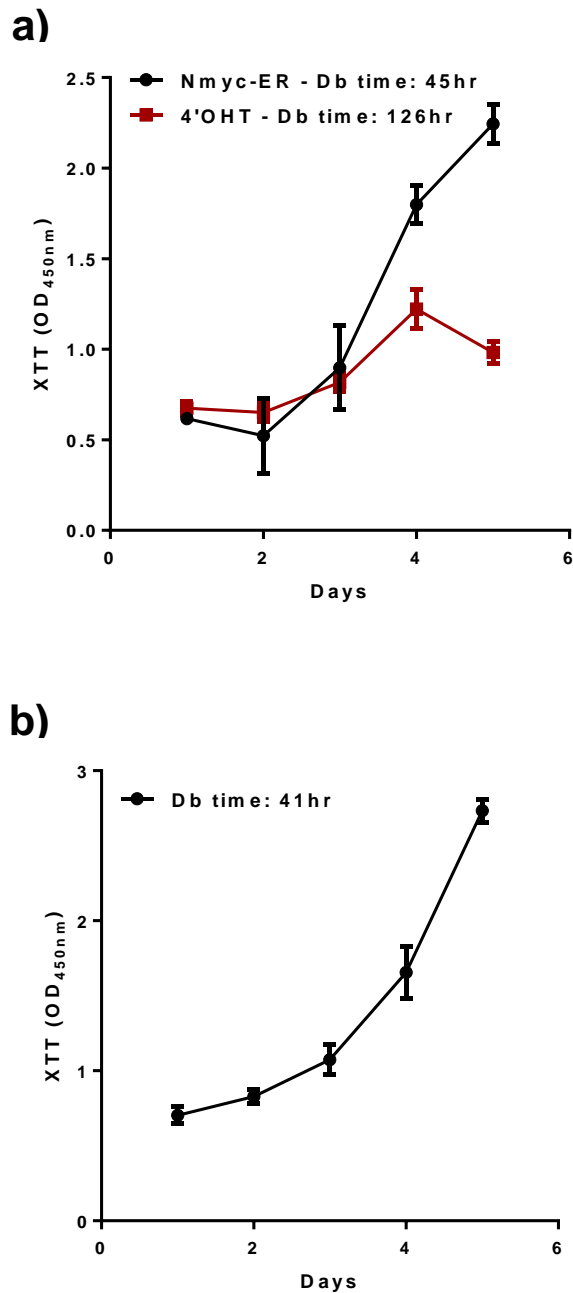 a)
Nmyc-ER - Db time: 45hr
4'OHT - Db time: 126hr
2.5
2.0
1.5
1.0
0.5
0.0
XTT (OD450nm)
0 2 4 6
Days
b)
Db time: 41hr
3
2
1
0
XTT (OD450nm)
0 2 4 6
Days